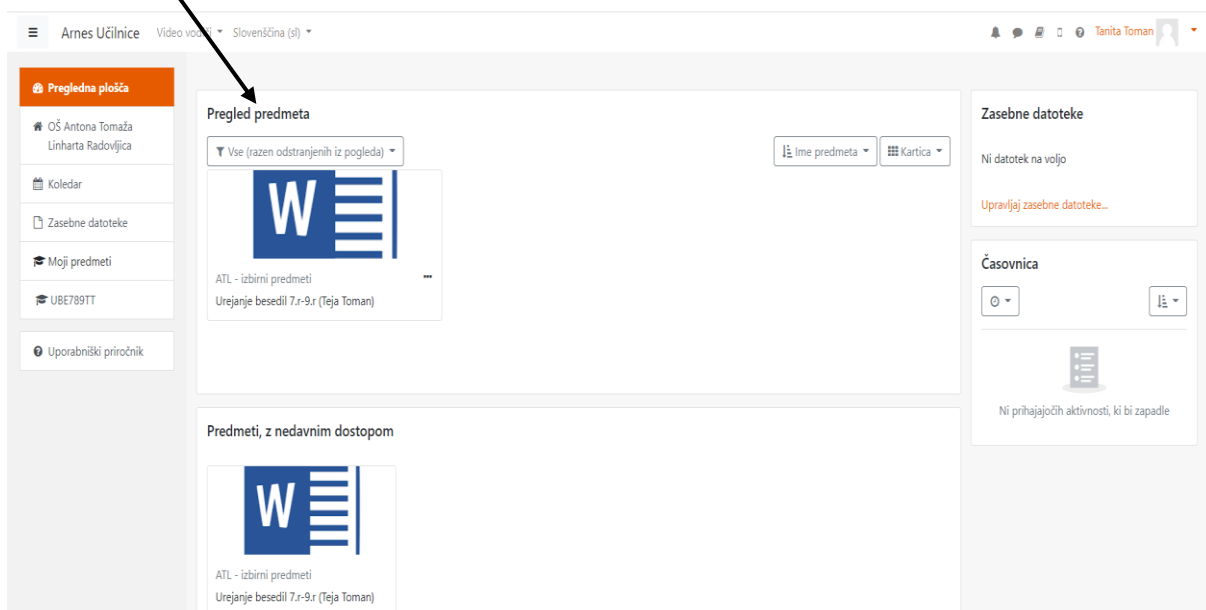 Arnes Učilnice Video vodiči Slovenščina (sl) Tanita Toman
Pregledna plošča
OŠ Antona Tomaža
Linharta Radovljica
Koledar
Zasebne datoteke
Moji predmeti
UBE789TT
Uporabniški priročnik
Pregled predmeta
Vse (razen odstranjenih iz pogleda) Ime predmeta Kartica
W
ATL - izbirni predmeti
Urejanje besedil 7.r-9.r (Teja Toman)
Predmeti, z nedavnim dostopom
W
ATL - izbirni predmeti
Urejanje besedil 7.r-9.r (Teja Toman)
Zasebne datoteke
Ni datotek na voljo
Upravljaj zasebne datoteke...
Časovnica
Ni prihajajočih aktivnosti, ki bi zapadle